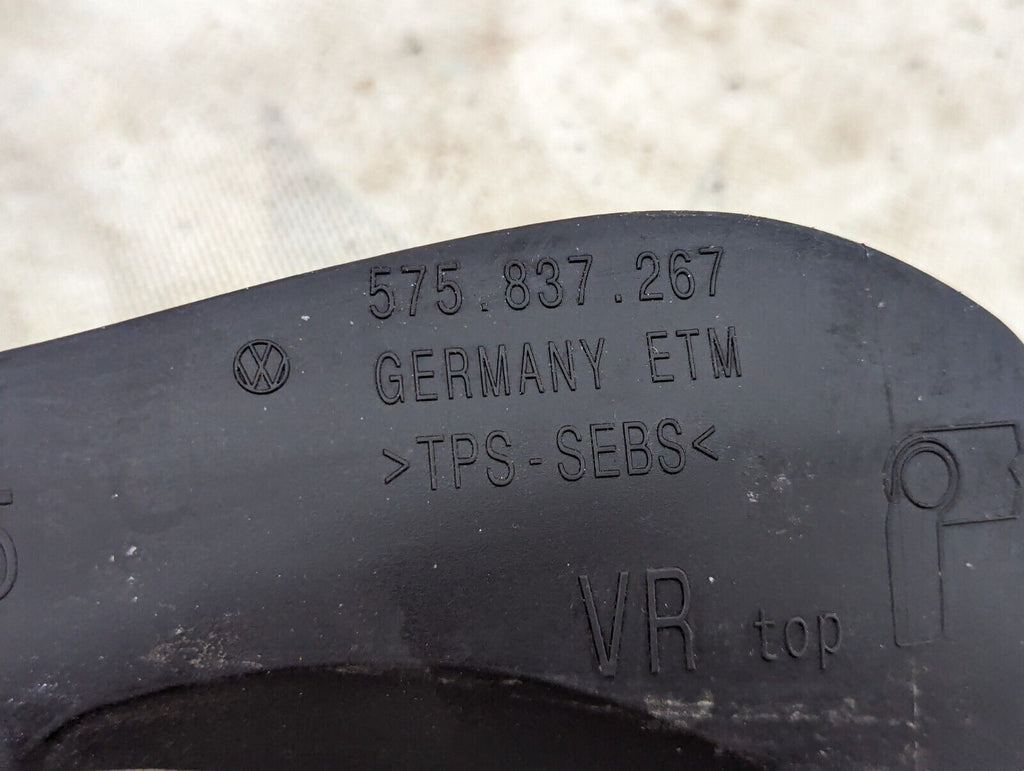 575.837.267
GERMANY ETM
>TPS-SEBS<
VR top